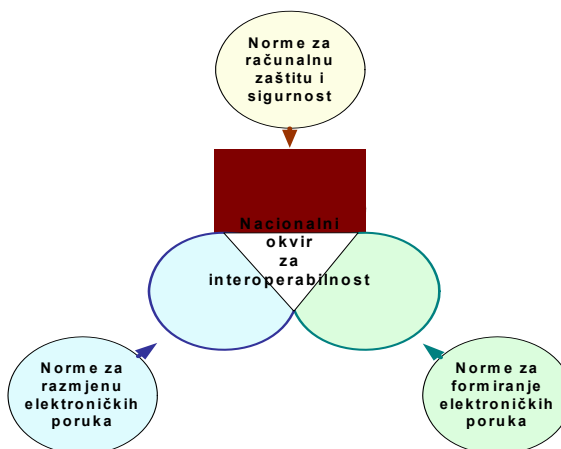 Norme za
računalnu
zaštitu i
sigurnost
Nacionalni
okvir
za
interoperabilnost
Norme za
razmjenu
elektroničkih
poruka
Norme za
formiranje
elektroničkih
poruka